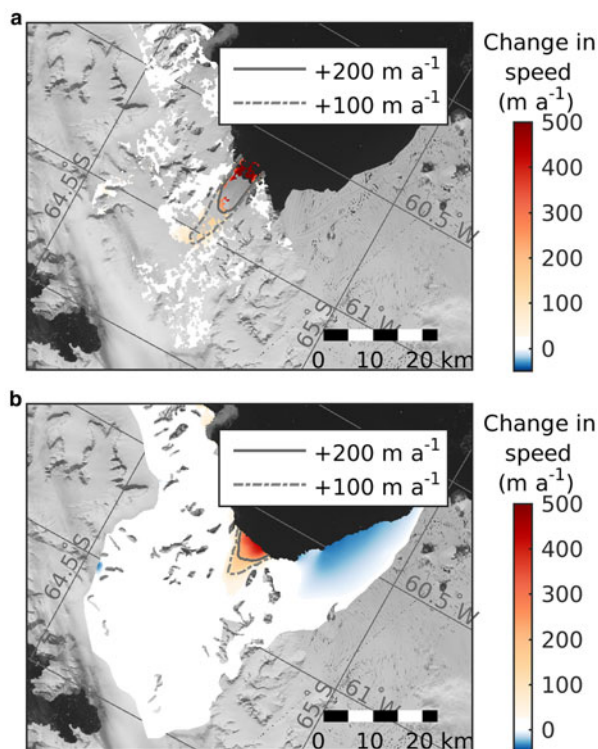 a
+200 m a⁻¹
+100 m a⁻¹
Change in
speed
(m a⁻¹)
500
400
300
200
100
0
64.5°S
60.5°W
65°S
61°W
0 10 20 km
b
+200 m a⁻¹
+100 m a⁻¹
Change in
speed
(m a⁻¹)
500
400
300
200
100
0
64.5°S
60.5°W
65°S
61°W
0 10 20 km